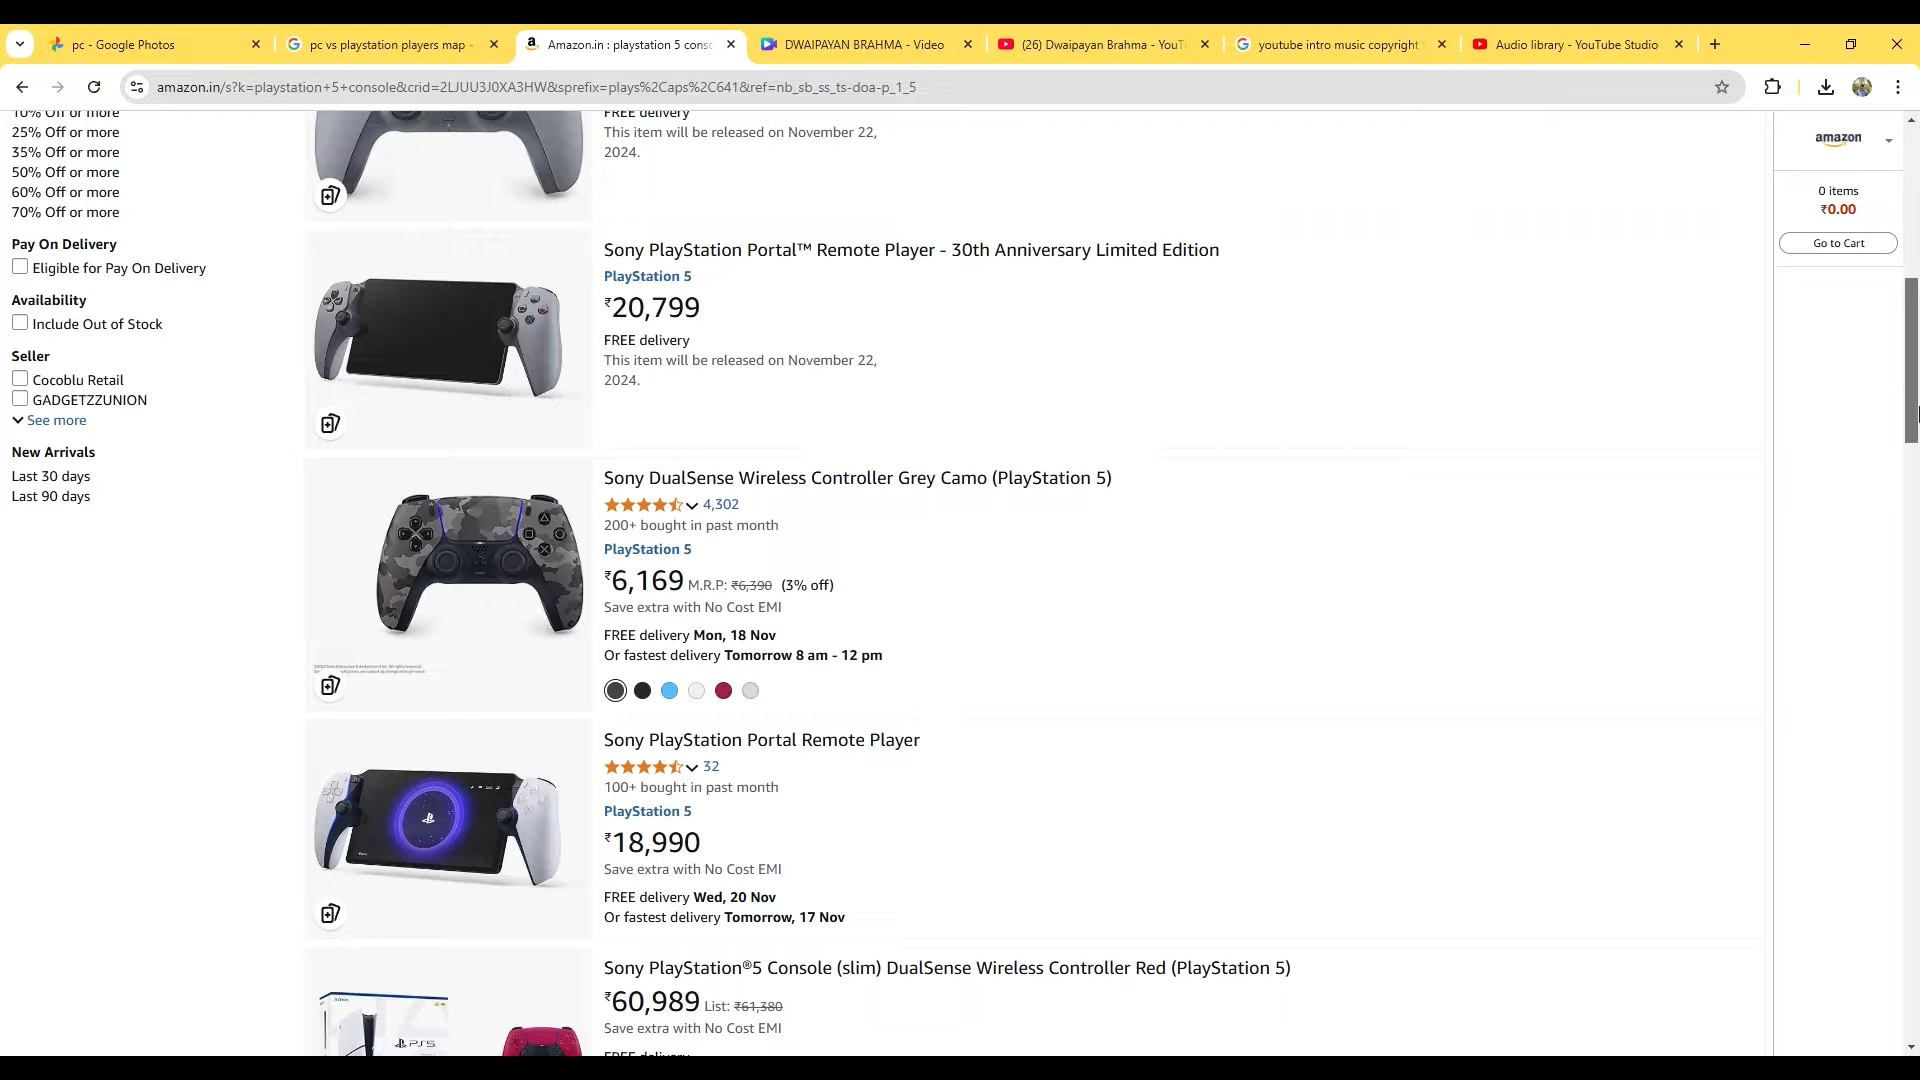 pc - Google Photos
pc vs playstation players map -
Amazon.in : playstation 5 consc
DWAIPAYAN BRAHMA - Video
(26) Dwaipayan Brahma - YouT
youtube intro music copyright
Audio library - YouTube Studio
amazon.in/s?k=playstation+5+console&crid=2LJUU3J0XA3HW&sprefix=plays%2Caps%2C641&ref=nb_sb_ss_ts-doa-p_1_5
10% Off or more
25% Off or more
35% Off or more
50% Off or more
60% Off or more
70% Off or more
Pay On Delivery
Eligible for Pay On Delivery
Availability
Include Out of Stock
Seller
Cocoblu Retail
GADGETZZUNION
See more
New Arrivals
Last 30 days
Last 90 days
FREE delivery
This item will be released on November 22,
2024.
Sony PlayStation Portal™ Remote Player - 30th Anniversary Limited Edition
PlayStation 5
₹20,799
FREE delivery
This item will be released on November 22,
2024.
Sony DualSense Wireless Controller Grey Camo (PlayStation 5)
4,302
200+ bought in past month
PlayStation 5
₹6,169 M.R.P: ₹6,390 (3% off)
Save extra with No Cost EMI
FREE delivery Mon, 18 Nov
Or fastest delivery Tomorrow 8 am - 12 pm
Sony PlayStation Portal Remote Player
32
100+ bought in past month
PlayStation 5
₹18,990
Save extra with No Cost EMI
FREE delivery Wed, 20 Nov
Or fastest delivery Tomorrow, 17 Nov
Sony PlayStation®5 Console (slim) DualSense Wireless Controller Red (PlayStation 5)
₹60,989 List: ₹61,380
Save extra with No Cost EMI
FREE delivery
PS5
amazon
0 items
₹0.00
Go to Cart